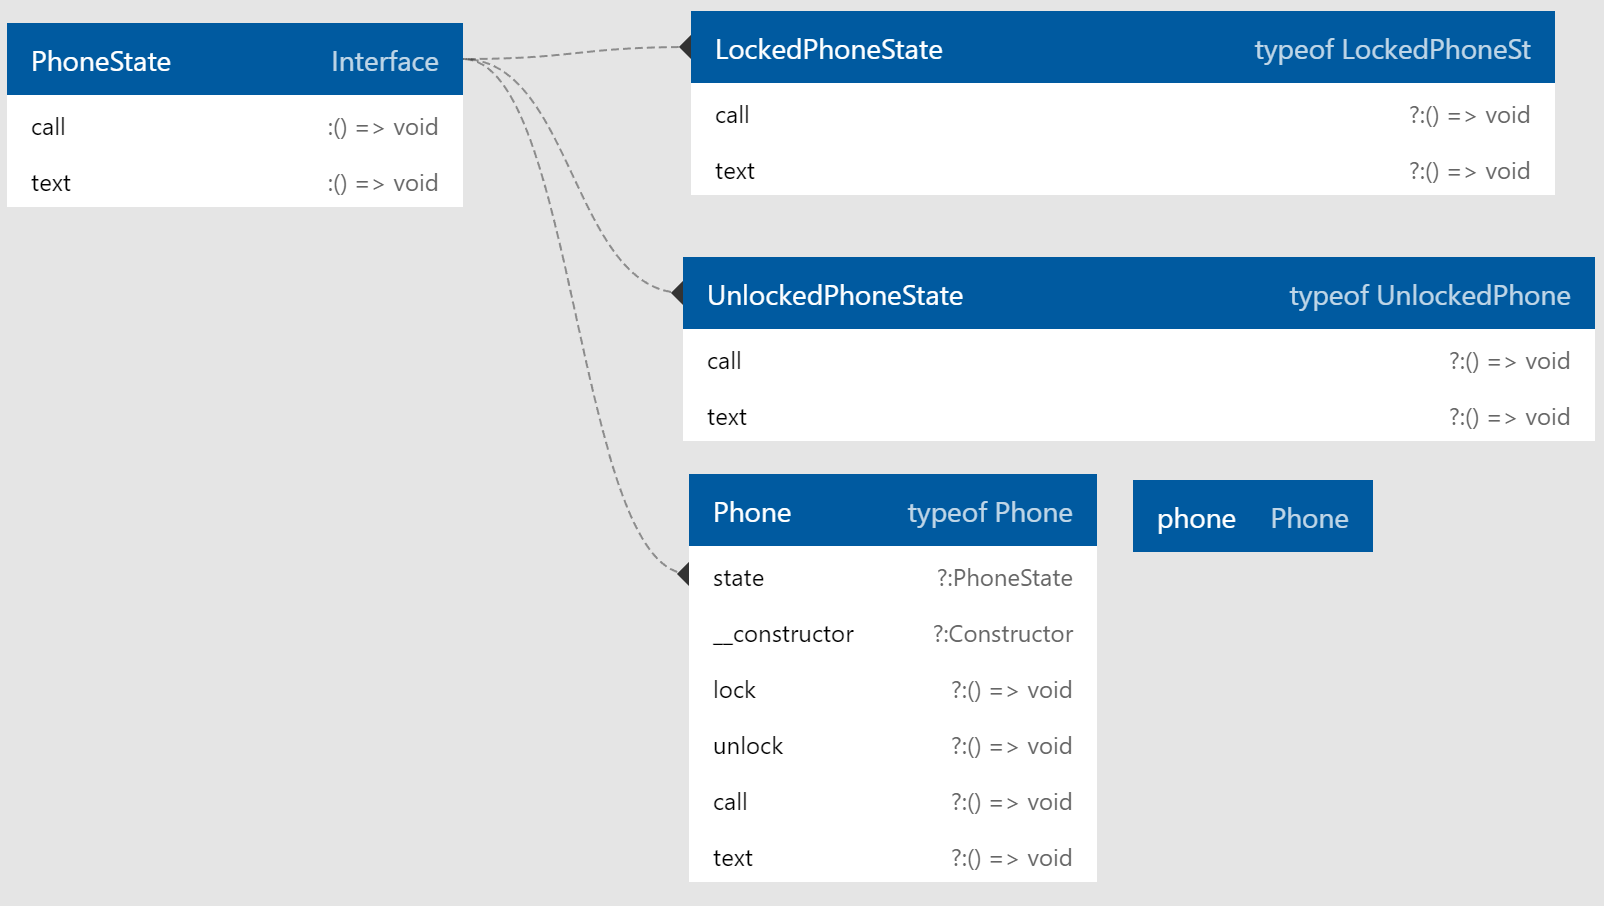 PhoneState Interface
call :() => void
text :() => void
LockedPhoneState typeof LockedPhoneSt
call ?:() => void
text ?:() => void
UnlockedPhoneState typeof UnlockedPhone
call ?:() => void
text ?:() => void
Phone typeof Phone
state ?:PhoneState
__constructor ?:Constructor
lock ?:() => void
unlock ?:() => void
call ?:() => void
text ?:() => void
phone Phone